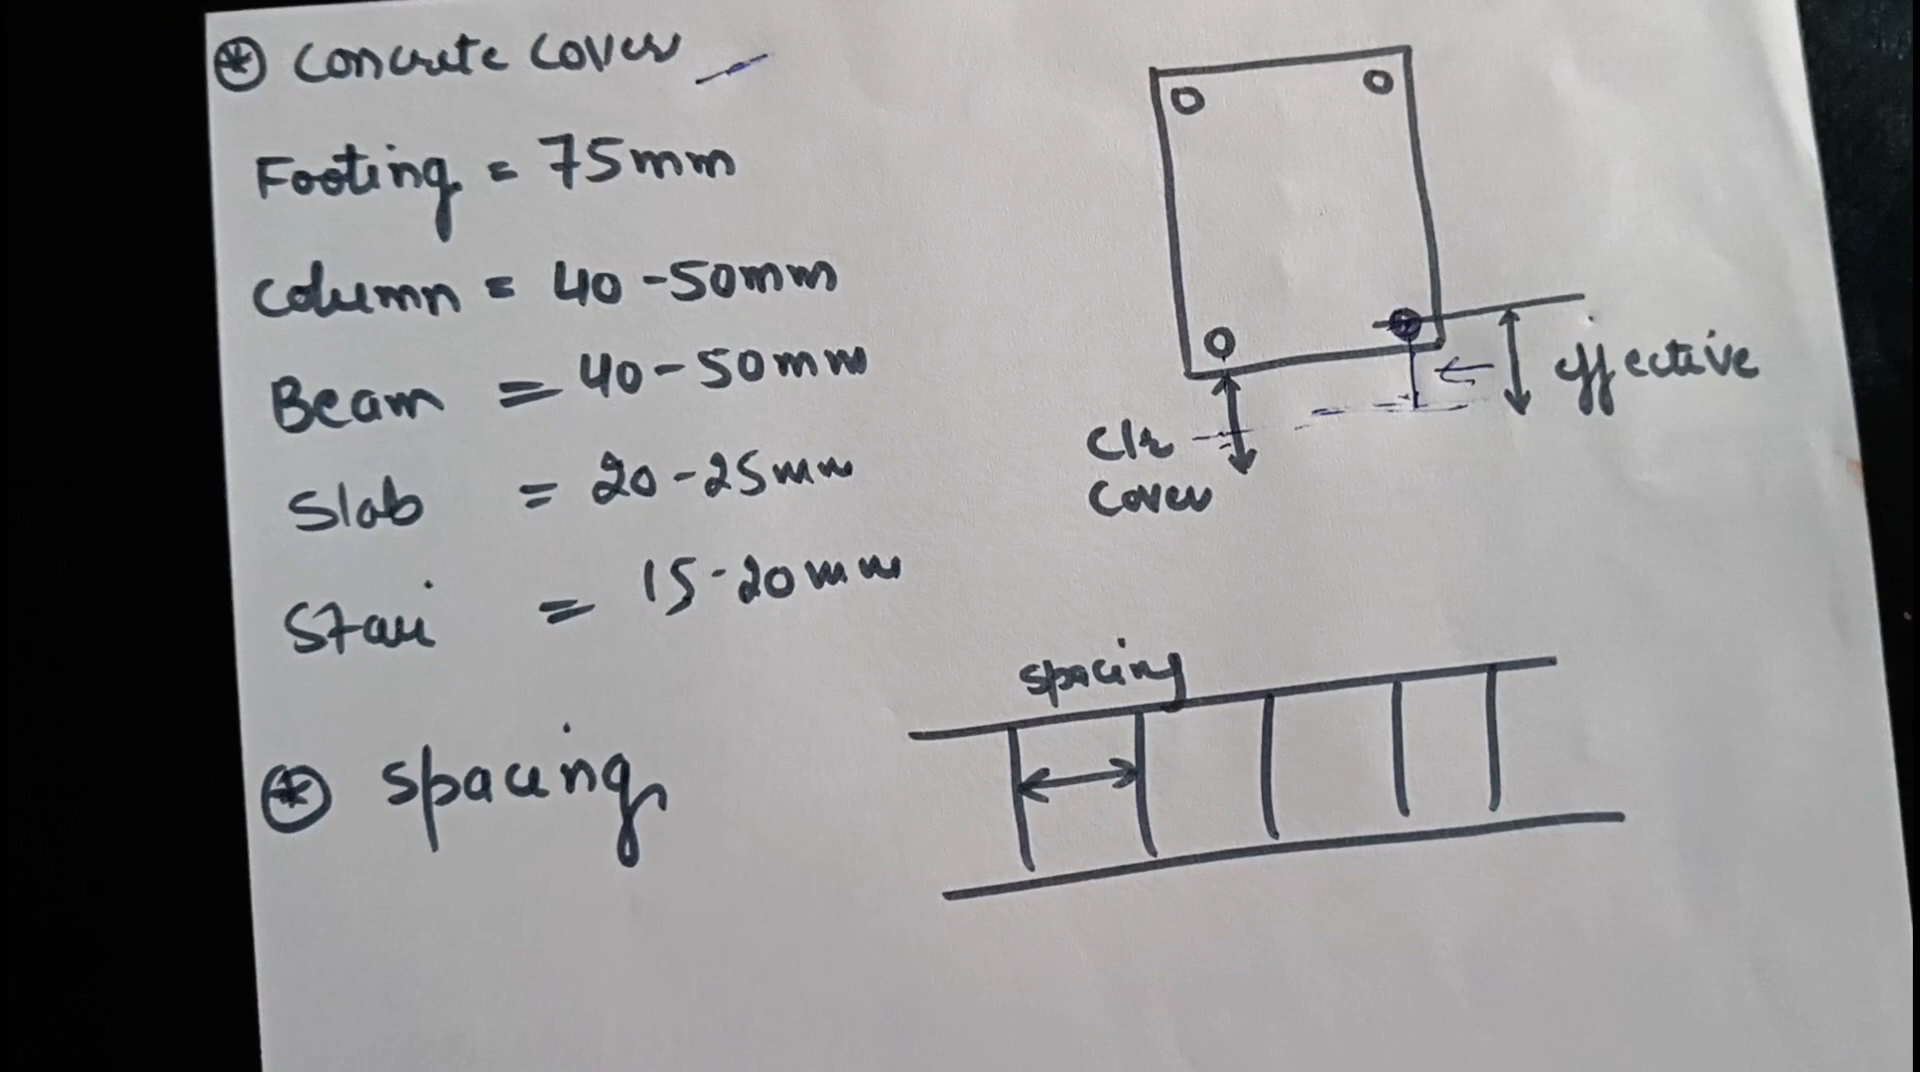 * Concrete Cover
Footing = 75mm
Column = 40-50mm
Beam = 40-50mm
Slab = 20-25mm
Stair = 15-20mm
* Spacing
effective
Clr
Cover
spacing